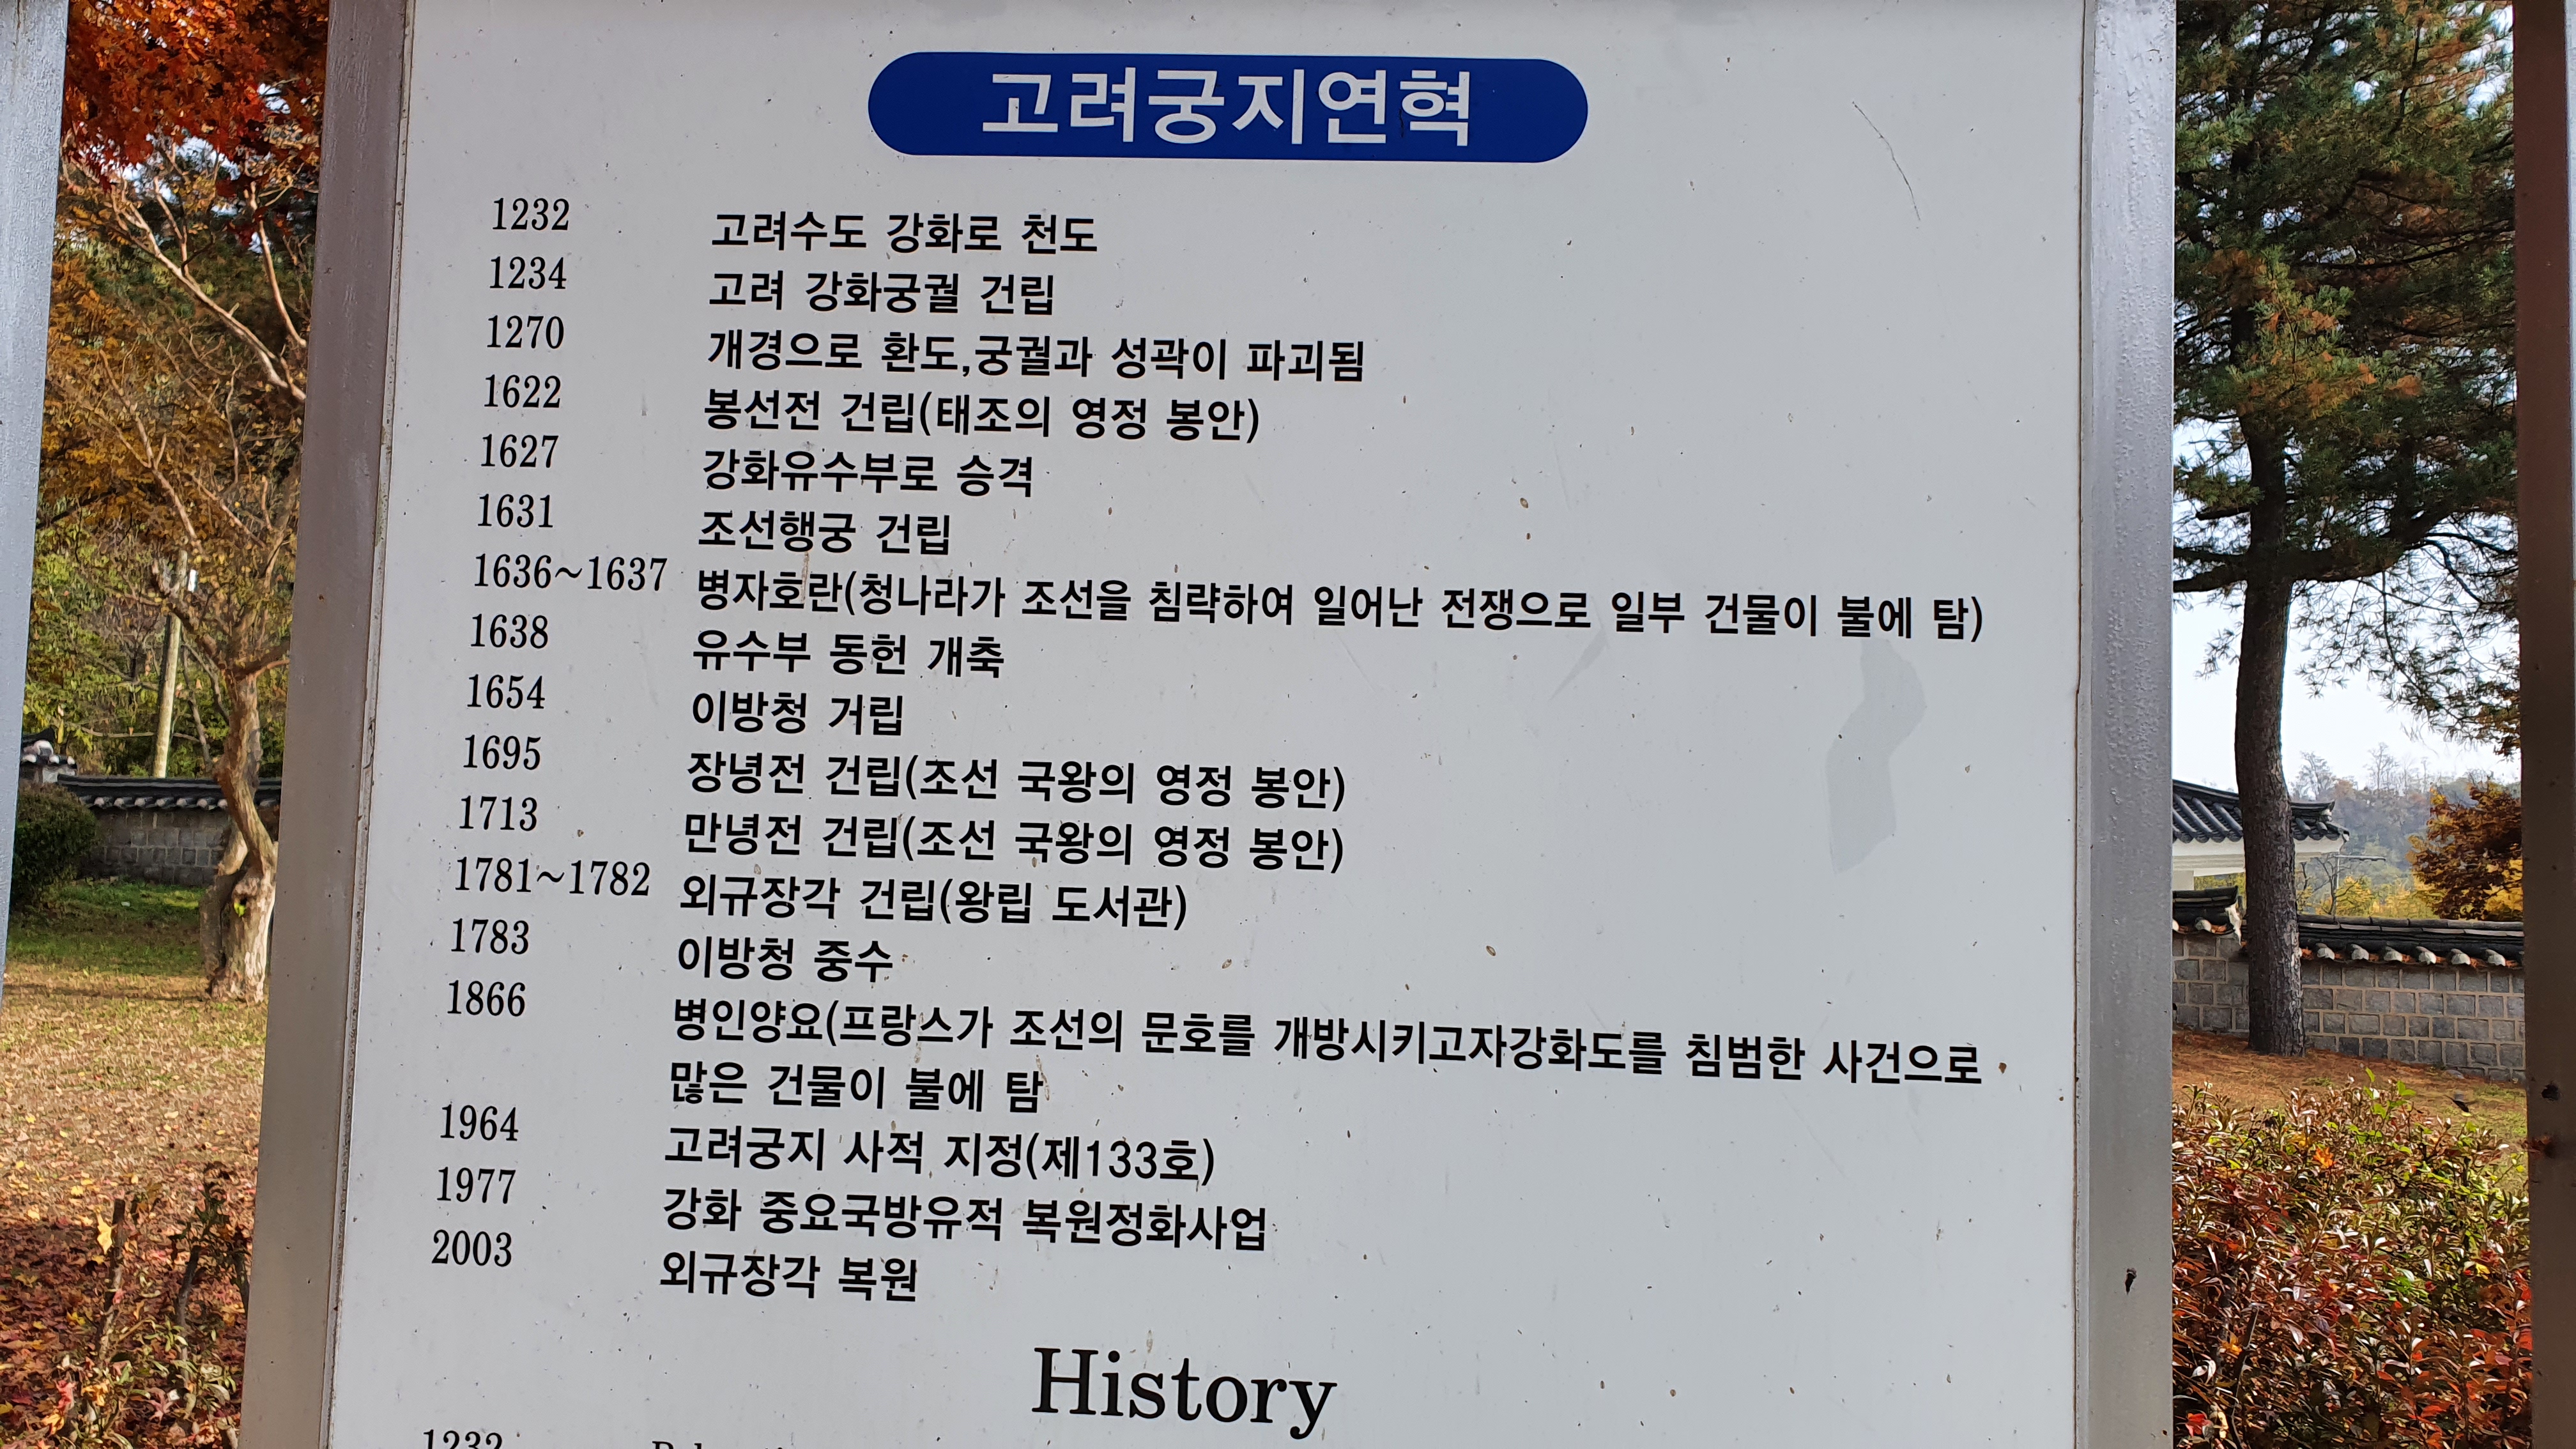 고려궁지연혁
1232 고려수도 강화로 천도
1234 고려 강화궁궐 건립
1270 개경으로 환도,궁궐과 성곽이 파괴됨
1622 봉선전 건립(태조의 영정 봉안)
1627 강화유수부로 승격
1631 조선행궁 건립
1636~1637 병자호란(청나라가 조선을 침략하여 일어난 전쟁으로 일부 건물이 불에 탐)
1638 유수부 동헌 개축
1654 이방청 거립
1695 장녕전 건립(조선 국왕의 영정 봉안)
1713 만녕전 건립(조선 국왕의 영정 봉안)
1781~1782 외규장각 건립(왕립 도서관)
1783 이방청 중수
1866 병인양요(프랑스가 조선의 문호를 개방시키고자강화도를 침범한 사건으로
많은 건물이 불에 탐
1964 고려궁지 사적 지정(제133호)
1977 강화 중요국방유적 복원정화사업
2003 외규장각 복원
History
1232